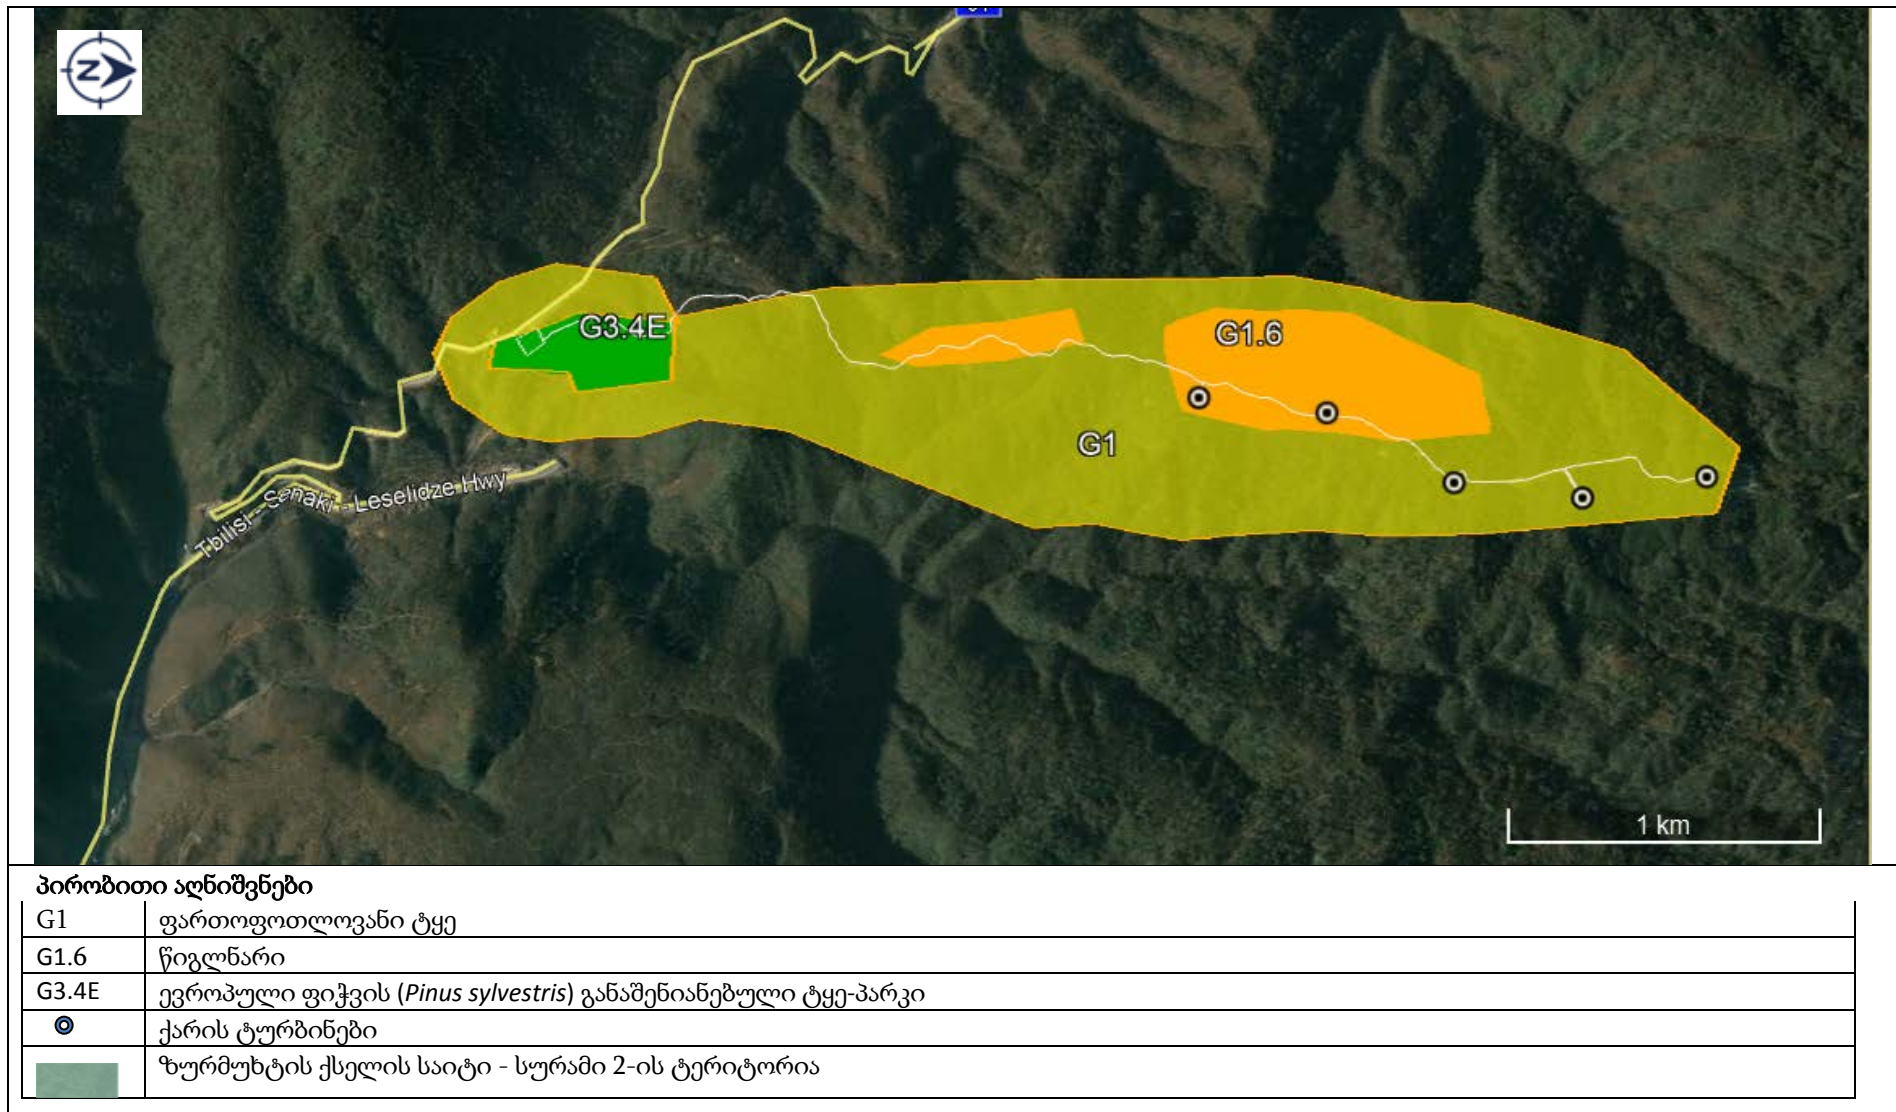 Z
G3.4E
G1.6
G1
Tbilisi - Senaki - Leselidze Hwy
1 km
პირობითი აღნიშვნები
G1 ფართოფოთლოვანი ტყე
G1.6 წიგლნარი
G3.4E ევროპული ფიჭვის (Pinus sylvestris) განაშენიანებული ტყე-პარკი
ქარის ტურბინები
ზურმუხტის ქსელის საიტი - სურამი 2-ის ტერიტორია